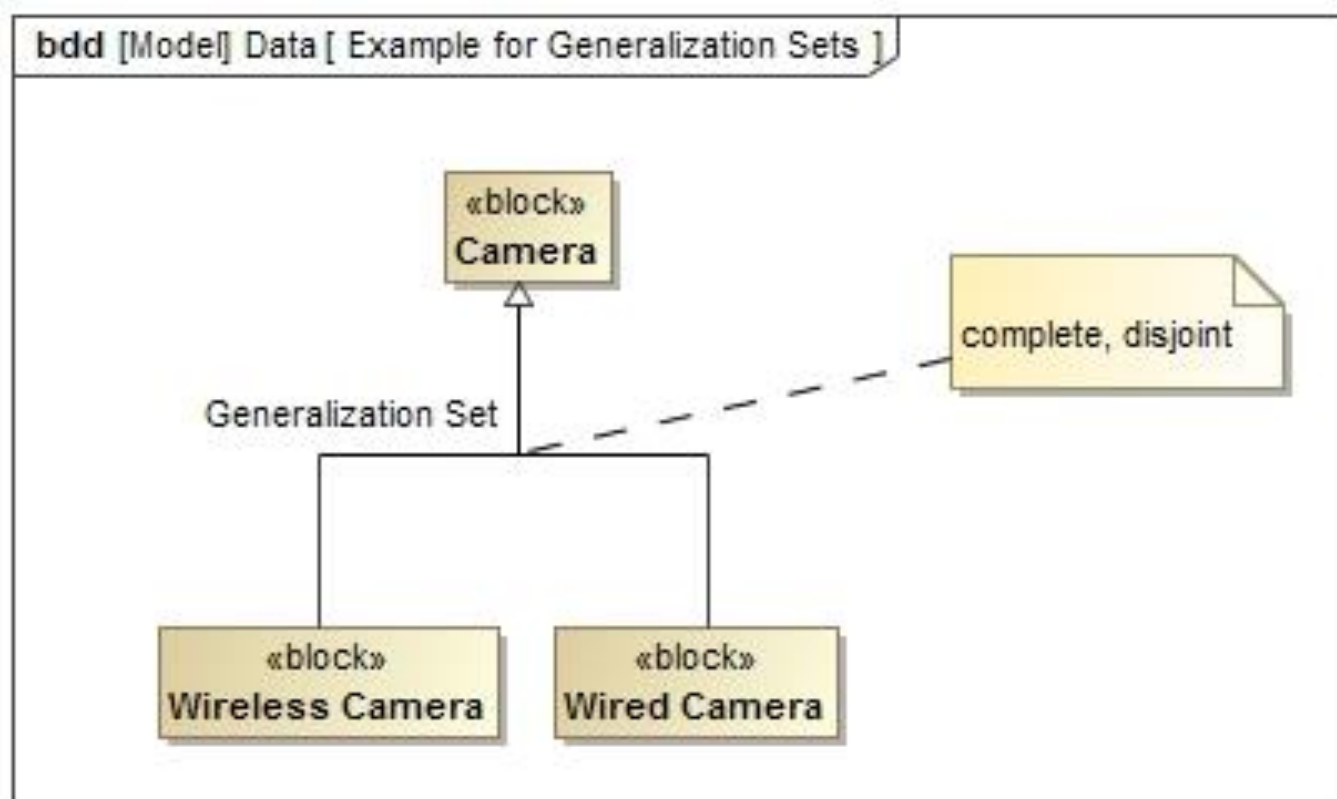 bdd [Model] Data [ Example for Generalization Sets ]
«block»
Camera
complete, disjoint
Generalization Set
«block»
Wireless Camera
«block»
Wired Camera